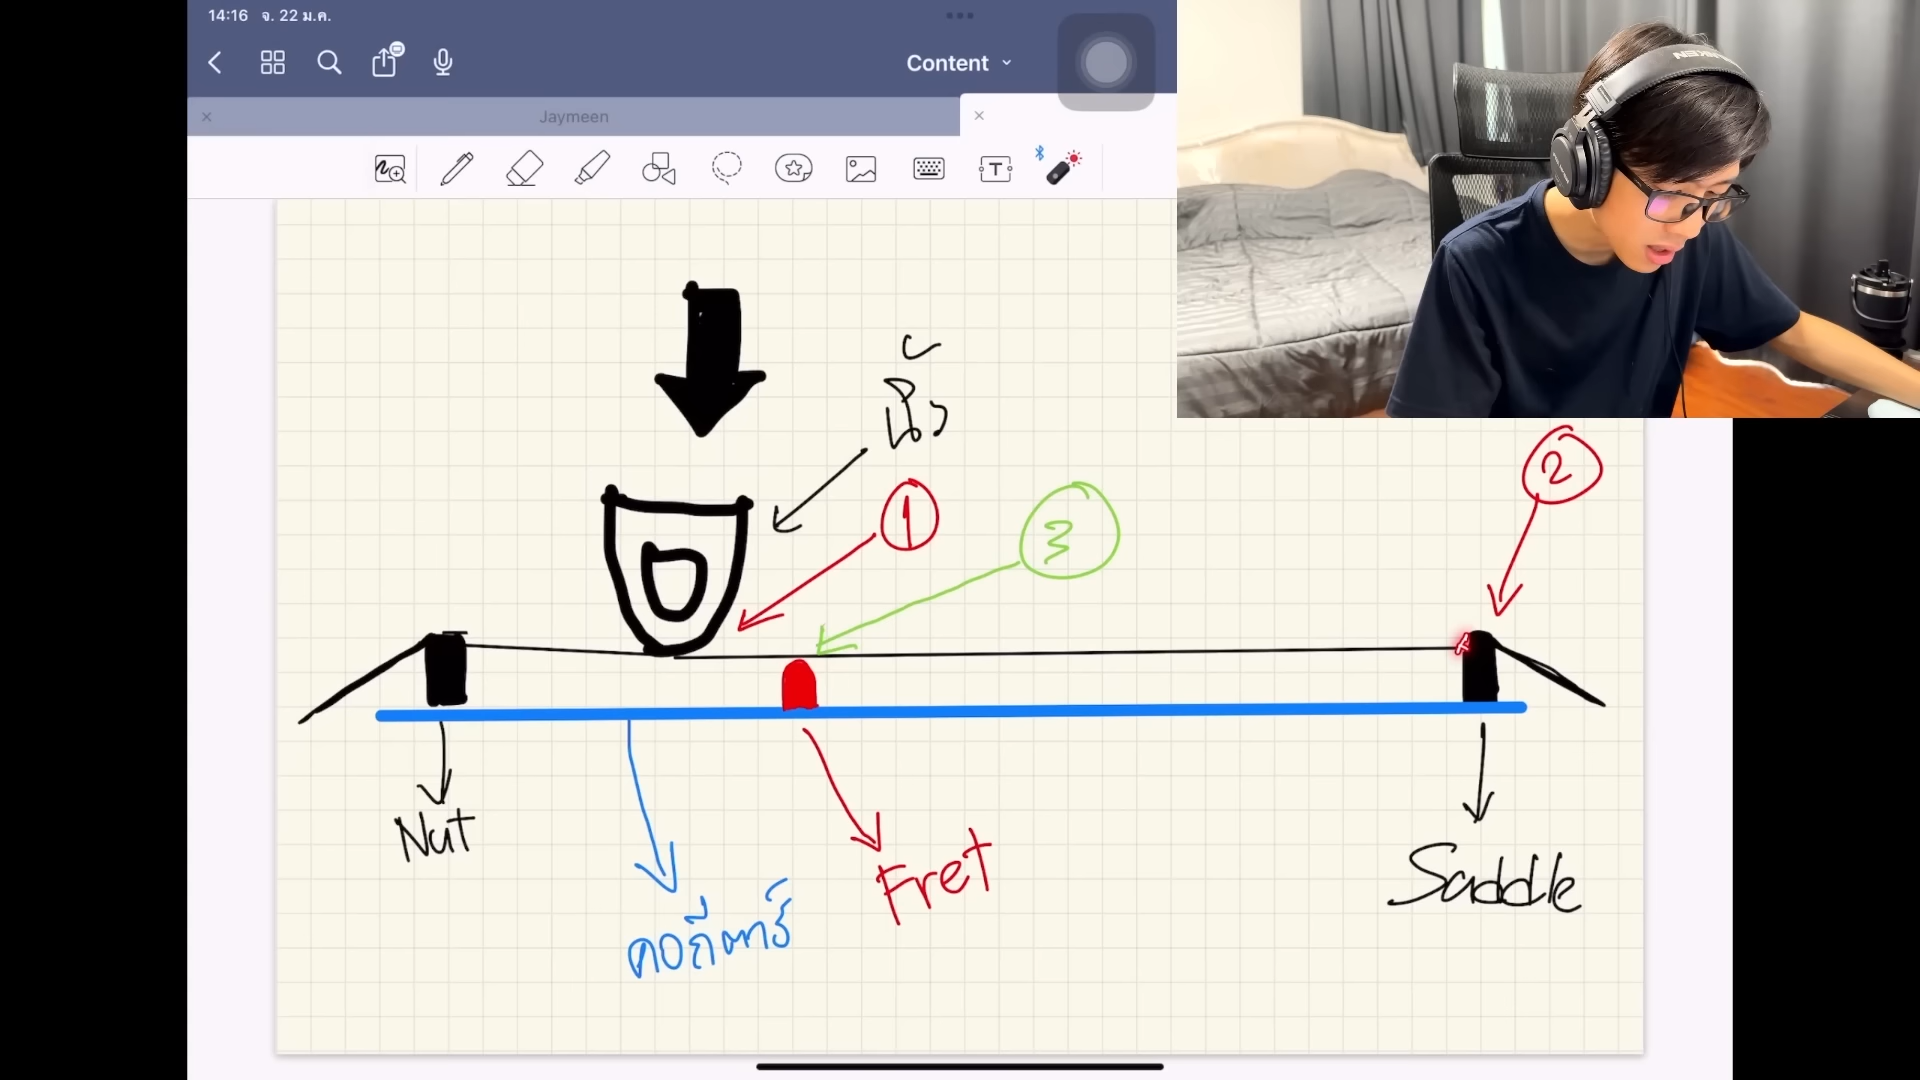 14:16 จ. 22 ม.ค.
Content
Jaymeen
T
นิ้ว
1
3
2
Nut
คอกีตาร์
Fret
Saddle